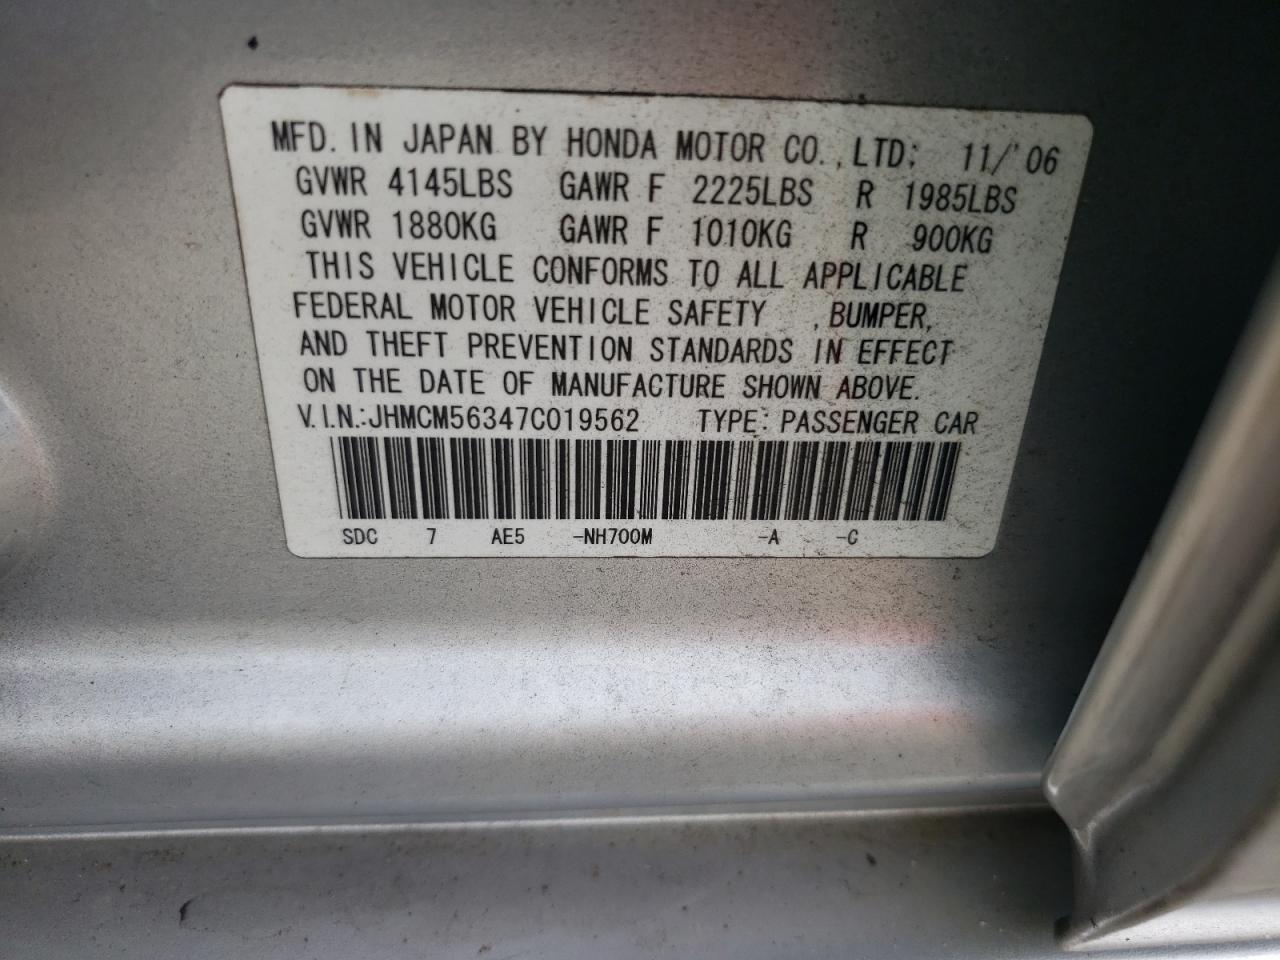 MFD. IN JAPAN BY HONDA MOTOR CO., LTD; 11/'06
GVWR 4145LBS GAWR F 2225LBS R 1985LBS
GVWR 1880KG GAWR F 1010KG R 900KG
THIS VEHICLE CONFORMS TO ALL APPLICABLE
FEDERAL MOTOR VEHICLE SAFETY , BUMPER,
AND THEFT PREVENTION STANDARDS IN EFFECT
ON THE DATE OF MANUFACTURE SHOWN ABOVE.
V.I.N.:JHMCM56347C019562 TYPE: PASSENGER CAR
SDC 7 AE5 -NH700M -A -C